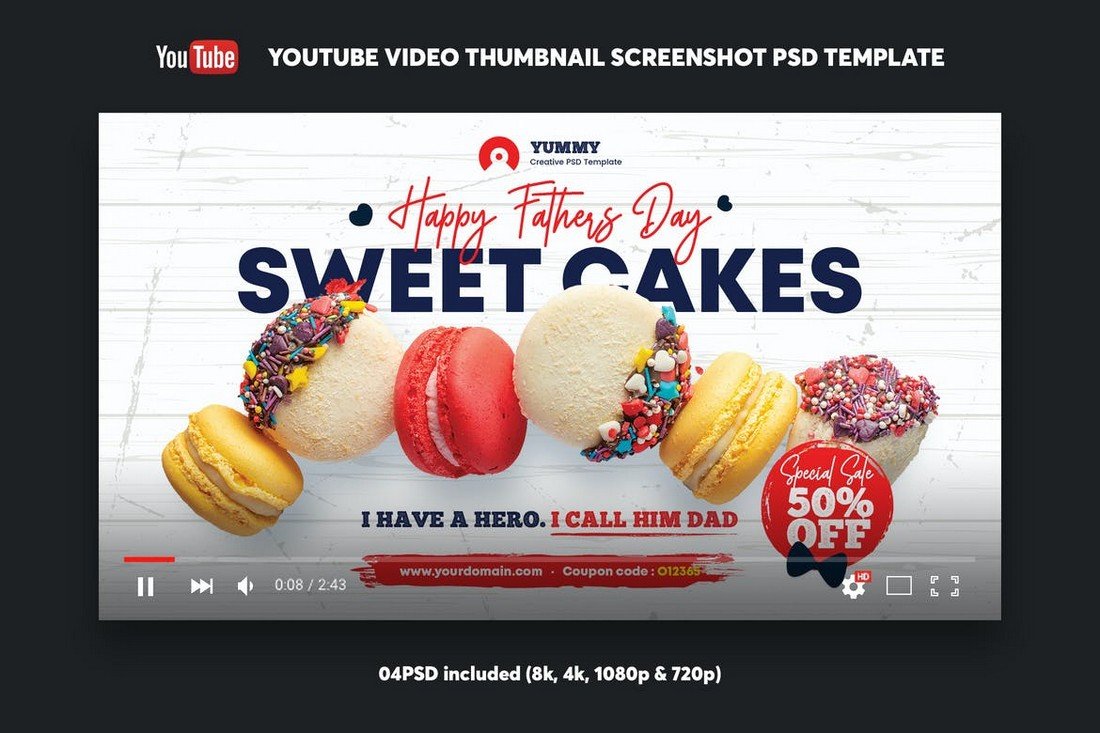 YouTube YOUTUBE VIDEO THUMBNAIL SCREENSHOT PSD TEMPLATE
YUMMY
Creative PSD Template
Happy Fathers Day
SWEET CAKES
Special Sale
50%
OFF
I HAVE A HERO. I CALL HIM DAD
www.yourdomain.com · Coupon code : 012365
0:08 / 2:43
HD
04PSD included (8k, 4k, 1080p & 720p)